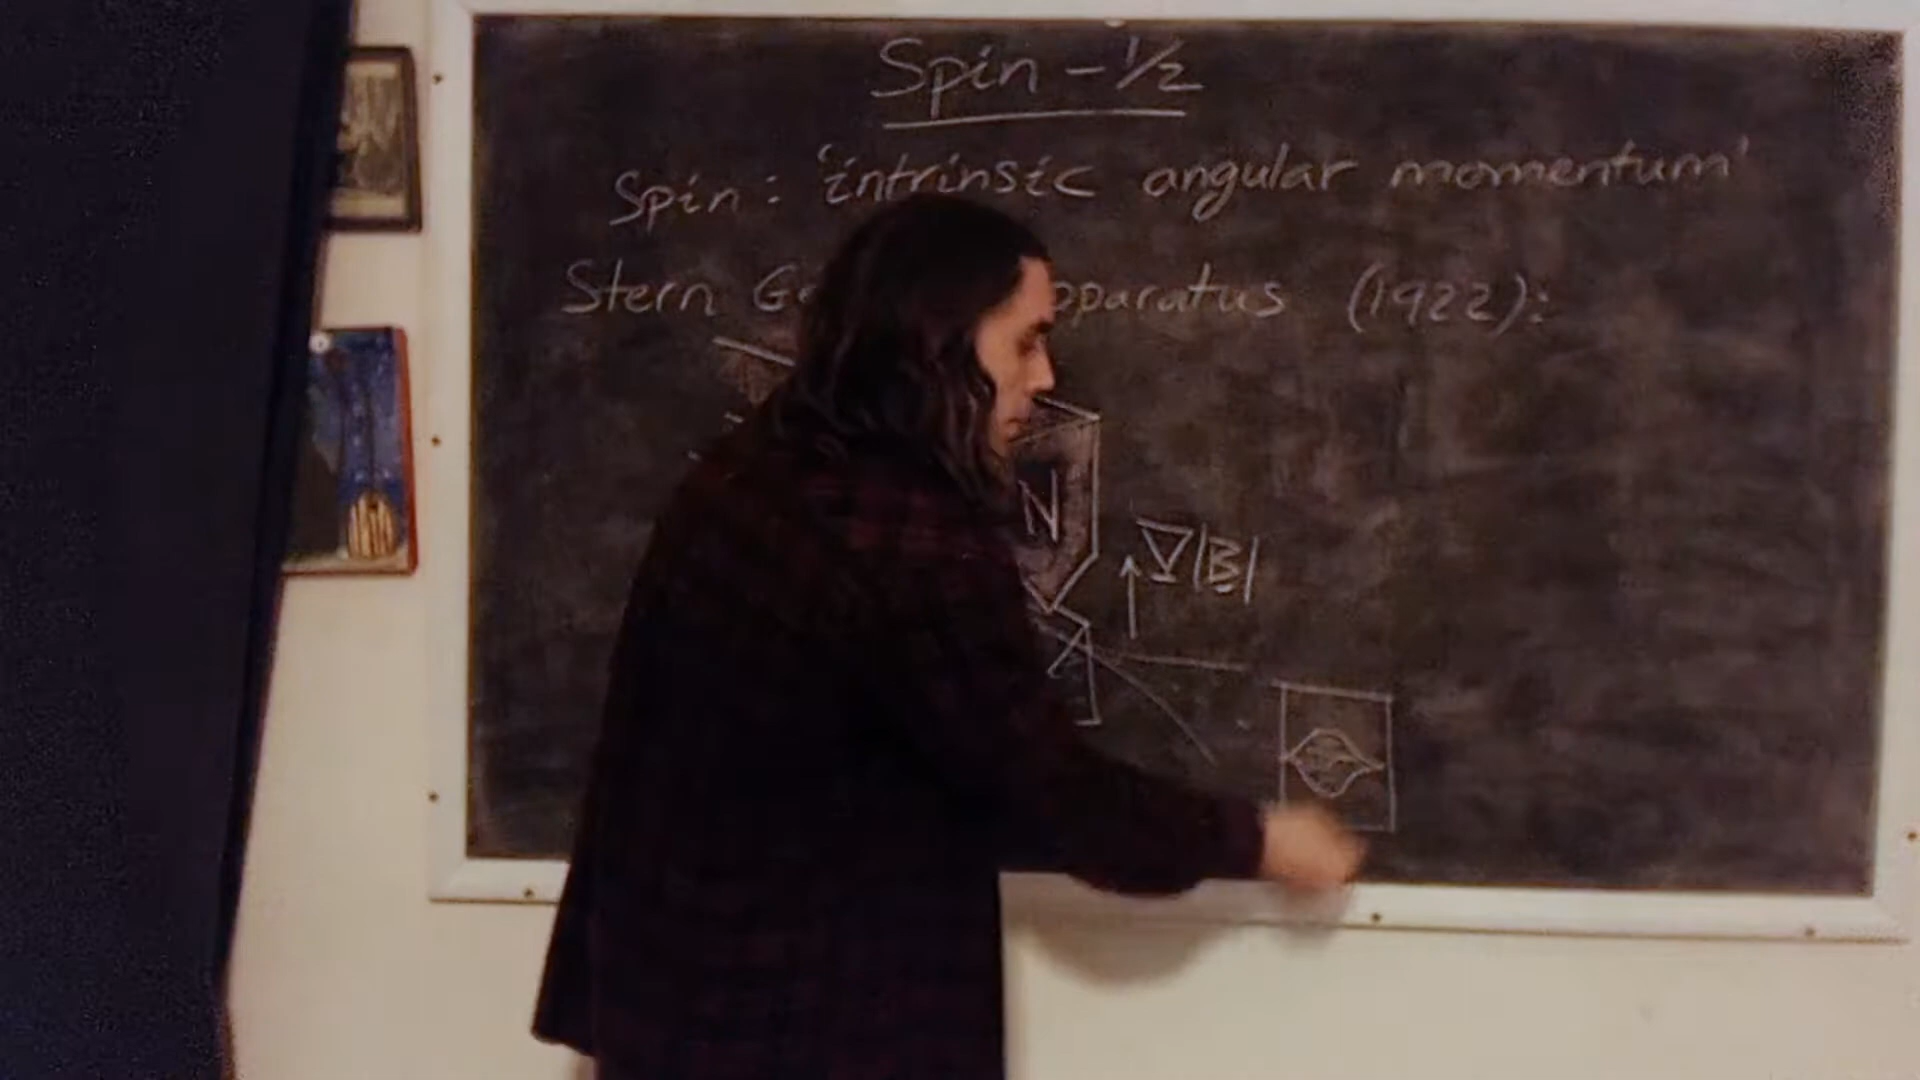 Spin - 1/2
Spin : 'intrinsic angular momentum'
Stern (1922):
N
∇|B|